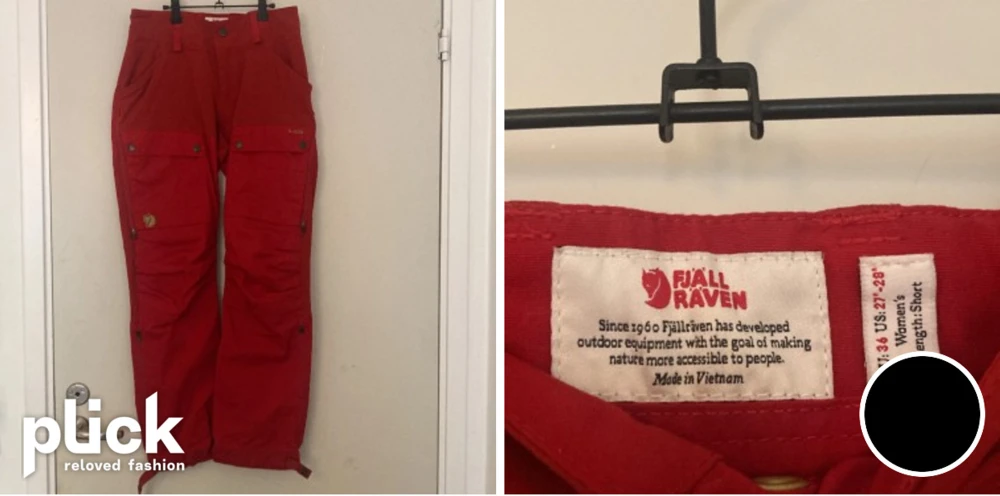 plick
reloved fashion
FJÄLL
RÄVEN
Since 1960 Fjällräven has developed
outdoor equipment with the goal of making
nature more accessible to people.
Made in Vietnam
36 US: 27"-28"
Women's
Length: Short